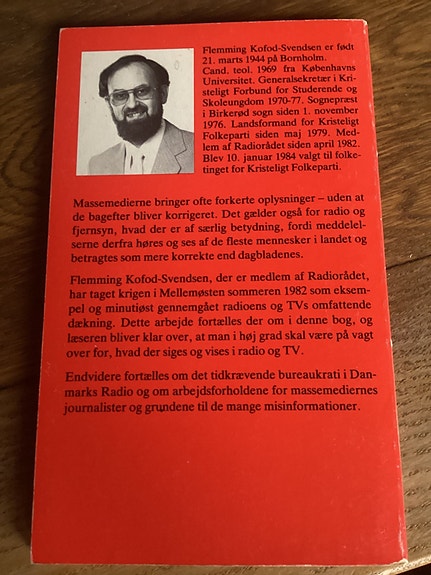 Flemming Kofod-Svendsen er født
21. marts 1944 på Bornholm.
Cand. teol. 1969 fra Københavns
Universitet. Generalsekretær i Kri-
steligt Forbund for Studerende og
Skoleungdom 1970-77. Sognepræst
i Birkerød sogn siden 1. november
1976. Landsformand for Kristeligt
Folkeparti siden maj 1979. Med-
lem af Radiorådet siden april 1982.
Blev 10. januar 1984 valgt til folke-
tinget for Kristeligt Folkeparti.
Massemedierne bringer ofte forkerte oplysninger – uden at
de bagefter bliver korrigeret. Det gælder også for radio og
fjernsyn, hvad der er af særlig betydning, fordi meddelel-
serne derfra høres og ses af de fleste mennesker i landet og
betragtes som mere korrekte end dagbladenes.
Flemming Kofod-Svendsen, der er medlem af Radiorådet,
har taget krigen i Mellemøsten sommeren 1982 som eksem-
pel og minutiøst gennemgået radioens og TVs omfattende
dækning. Dette arbejde fortælles der om i denne bog, og
læseren bliver klar over, at man i høj grad skal være på vagt
over for, hvad der siges og vises i radio og TV.
Endvidere fortælles om det tidkrævende bureaukrati i Dan-
marks Radio og om arbejdsforholdene for massemediernes
journalister og grundene til de mange misinformationer.